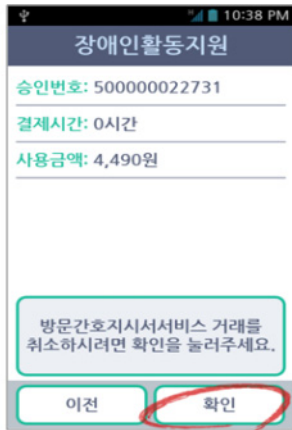 10:38 PM
장애인활동지원
승인번호: 500000022731
결제시간: 0시간
사용금액: 4,490원
방문간호지시서서비스 거래를
취소하시려면 확인을 눌러주세요.
이전
확인